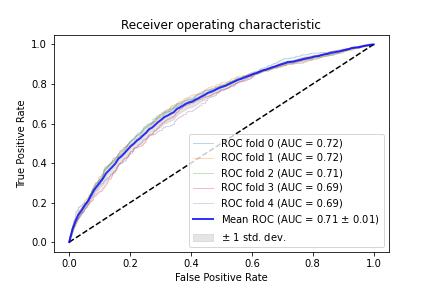 Receiver operating characteristic
True Positive Rate
1.0
0.8
0.6
0.4
0.2
0.0
ROC fold 0 (AUC = 0.72)
ROC fold 1 (AUC = 0.72)
ROC fold 2 (AUC = 0.71)
ROC fold 3 (AUC = 0.69)
ROC fold 4 (AUC = 0.69)
Mean ROC (AUC = 0.71 ± 0.01)
± 1 std. dev.
0.0 0.2 0.4 0.6 0.8 1.0
False Positive Rate